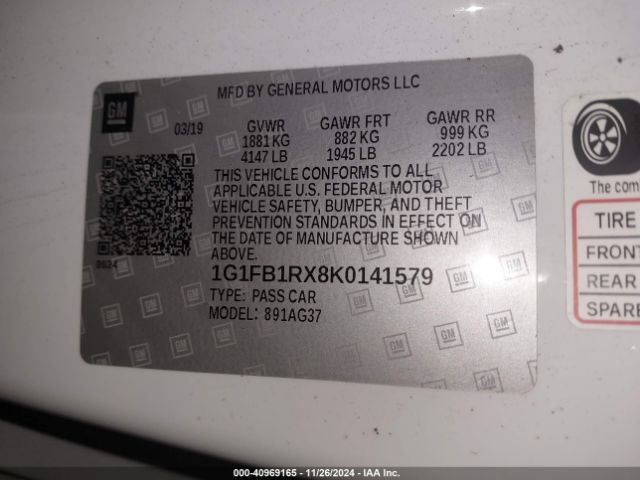 MFD BY GENERAL MOTORS LLC
GM
03/19
GVWR
1881 KG
4147 LB
GAWR FRT
882 KG
1945 LB
GAWR RR
999 KG
2202 LB
THIS VEHICLE CONFORMS TO ALL
APPLICABLE U.S. FEDERAL MOTOR
VEHICLE SAFETY, BUMPER, AND THEFT
PREVENTION STANDARDS IN EFFECT ON
THE DATE OF MANUFACTURE SHOWN
ABOVE.
0624
1G1FB1RX8K0141579
TYPE: PASS CAR
MODEL: 891AG37
The com
TIRE
FRONT
REAR
SPARE
000-40969165 - 11/26/2024 - IAA Inc.